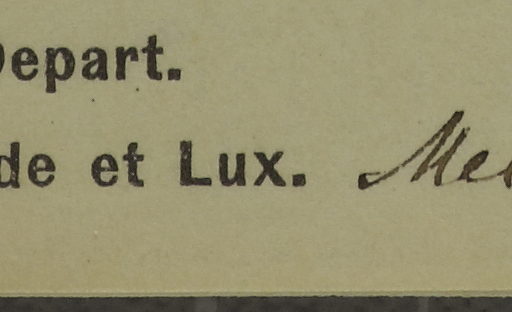 Depart.
de et Lux.